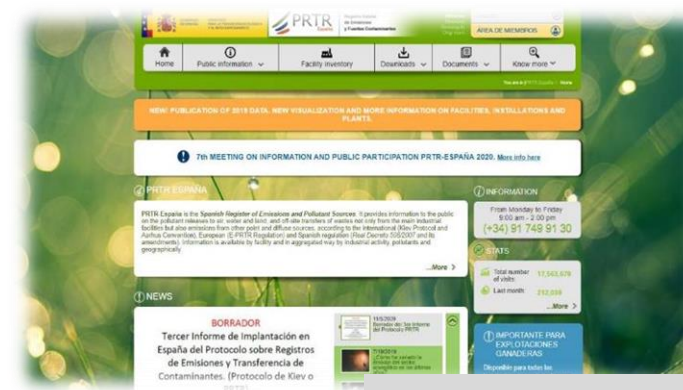 PRTR
España
AREA DE MIEMBROS
Home
Public information
Facility inventory
Downloads
Documents
Know more
NEW! PUBLICATION OF 2019 DATA. NEW VISUALIZATION AND MORE INFORMATION ON FACILITIES, INSTALLATIONS AND
PLANTS.
7th MEETING ON INFORMATION AND PUBLIC PARTICIPATION PRTR-ESPAÑA 2020. More info here
PRTR ESPAÑA
PRTR España is the Spanish Register of Emissions and Pollutant Sources. It provides information to the public
on the pollutant releases to air, water and land, and off-site transfers of wastes not only from the main industrial
facilities but also emissions from other point and diffuse sources, according to the international (Kiev Protocol and
Aarhus Convention), European (E-PRTR Regulation) and Spanish regulation (Real Decreto 508/2007 and its
amendments). Information is available by facility and in aggregated way by industrial activity, pollutants and
geographically.
...More >
INFORMATION
From Monday to Friday
9:00 am - 2:00 pm
(+34) 91 749 91 30
STATS
Total number
of visits:
Last month:
...More >
NEWS
BORRADOR
Tercer Informe de Implantación en
España del Protocolo sobre Registros
de Emisiones y Transferencia de
Contaminantes. (Protocolo de Kiev o
IMPORTANTE PARA
EXPLOTACIONES
GANADERAS
Disponible para todas las